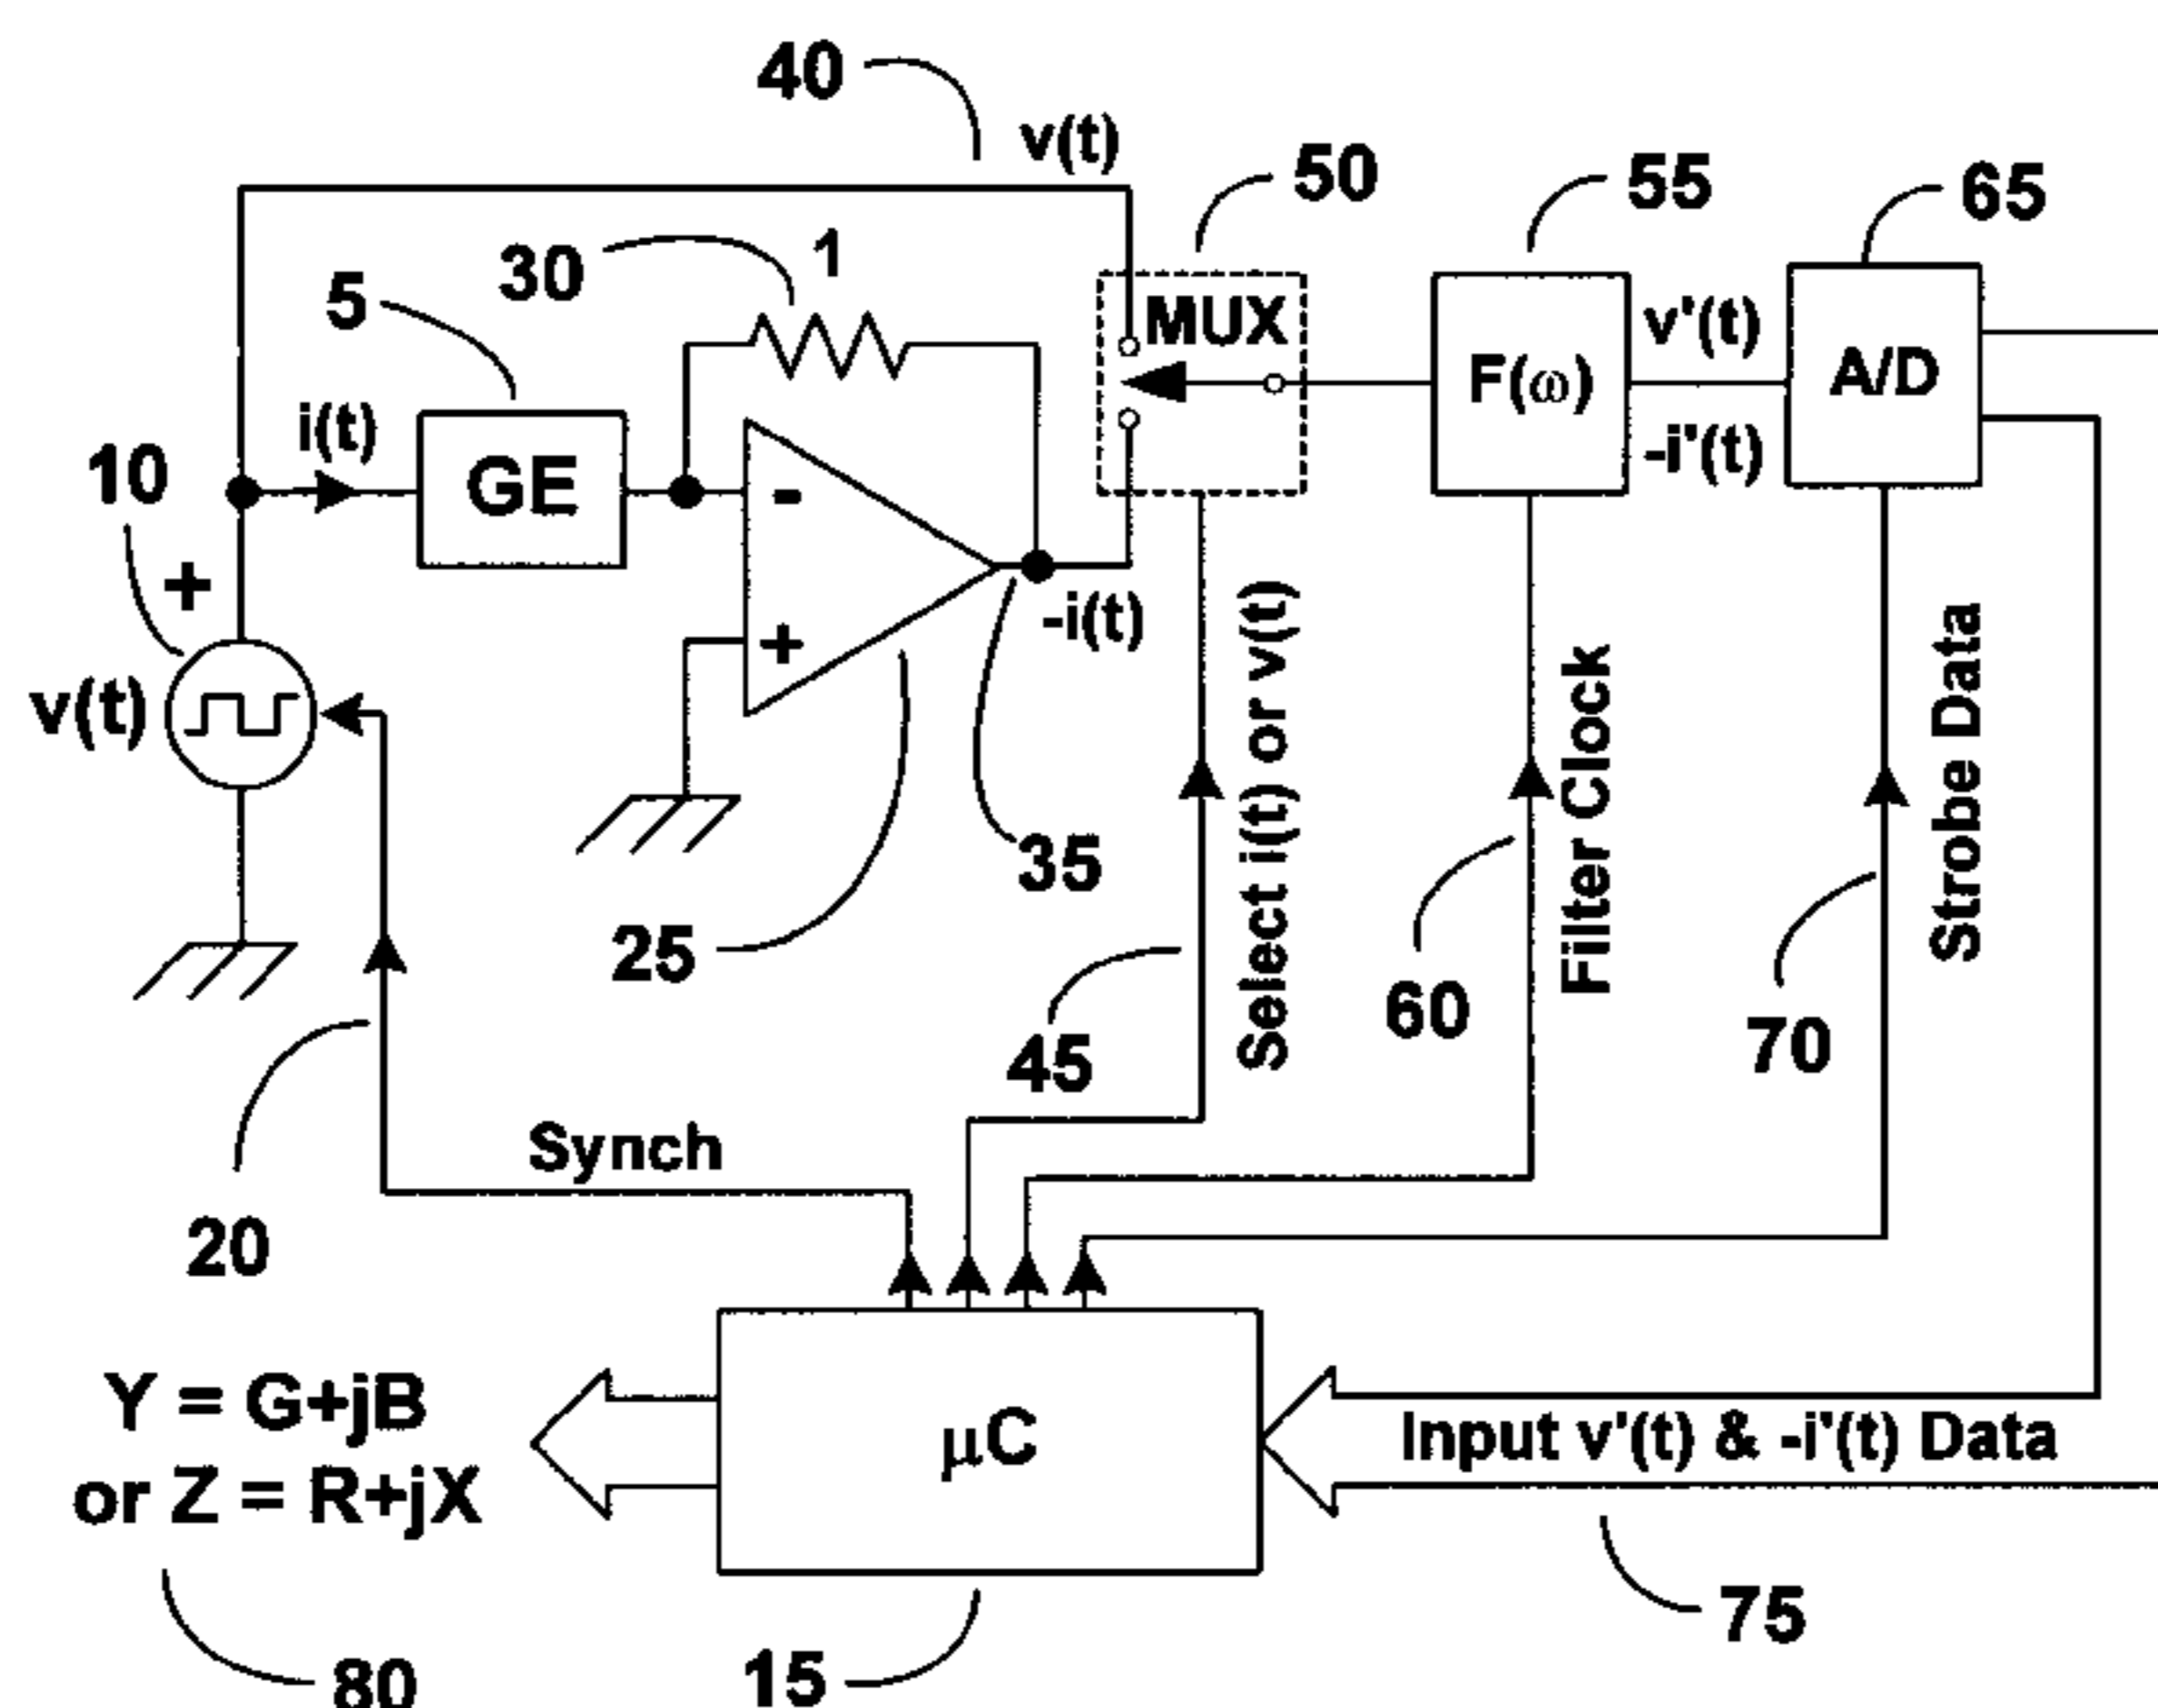 40
v(t)
50
55
65
30
1
5
MUX
v'(t)
F(ω)
A/D
i(t)
-i'(t)
10
GE
-
+
+
-i(t)
v(t)
35
25
Select i(t) or v(t)
Filter Clock
Strobe Data
45
60
70
Synch
20
Y = G+jB
or Z = R+jX
μC
Input v'(t) & -i'(t) Data
75
15
80